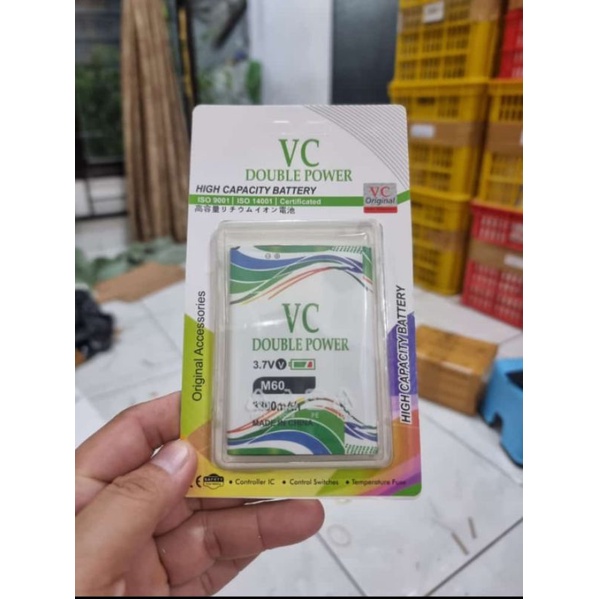 VC
DOUBLE POWER
HIGH CAPACITY BATTERY
ISO 9001 | ISO 14001 | Certificated
高容量リチウムイオン電池
VC
Original
VC
DOUBLE POWER
3.7V V
M60
MADE IN CHINA
Original Accessories
HIGH CAPACITY BATTERY
CE
• Controller IC • Control Switches • Temperature Fuse